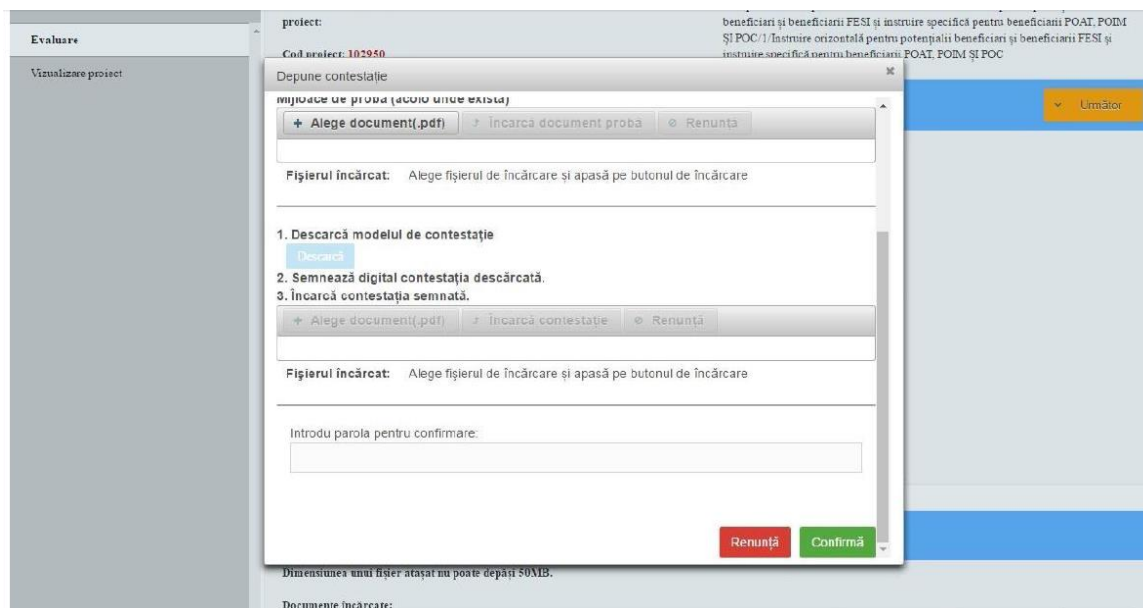 Evaluare
Vizualizare proiect
proiect:
beneficiari și beneficiarii FESI și instruire specifică pentru beneficiarii POAT, POIM
ȘI POC/1/Instruire orizontală pentru potențialii beneficiari și beneficiarii FESI și
instruire specifică pentru beneficiarii POAT, POIM ȘI POC
Cod proiect: 102950
Depune contestație
Mijloace de probă (acolo unde există)
Alege document(.pdf) Încarcă document probă Renunță
Următor
Fișierul încărcat: Alege fișierul de încărcare și apasă pe butonul de încărcare
1. Descarcă modelul de contestație
Descarcă
2. Semnează digital contestația descărcată.
3. Încarcă contestația semnată.
Alege document(.pdf) Încarcă contestație Renunță
Fișierul încărcat: Alege fișierul de încărcare și apasă pe butonul de încărcare
Introdu parola pentru confirmare:
Renunță Confirmă
Dimensiunea unui fișier atașat nu poate depăși 50MB.
Documente încărcate: